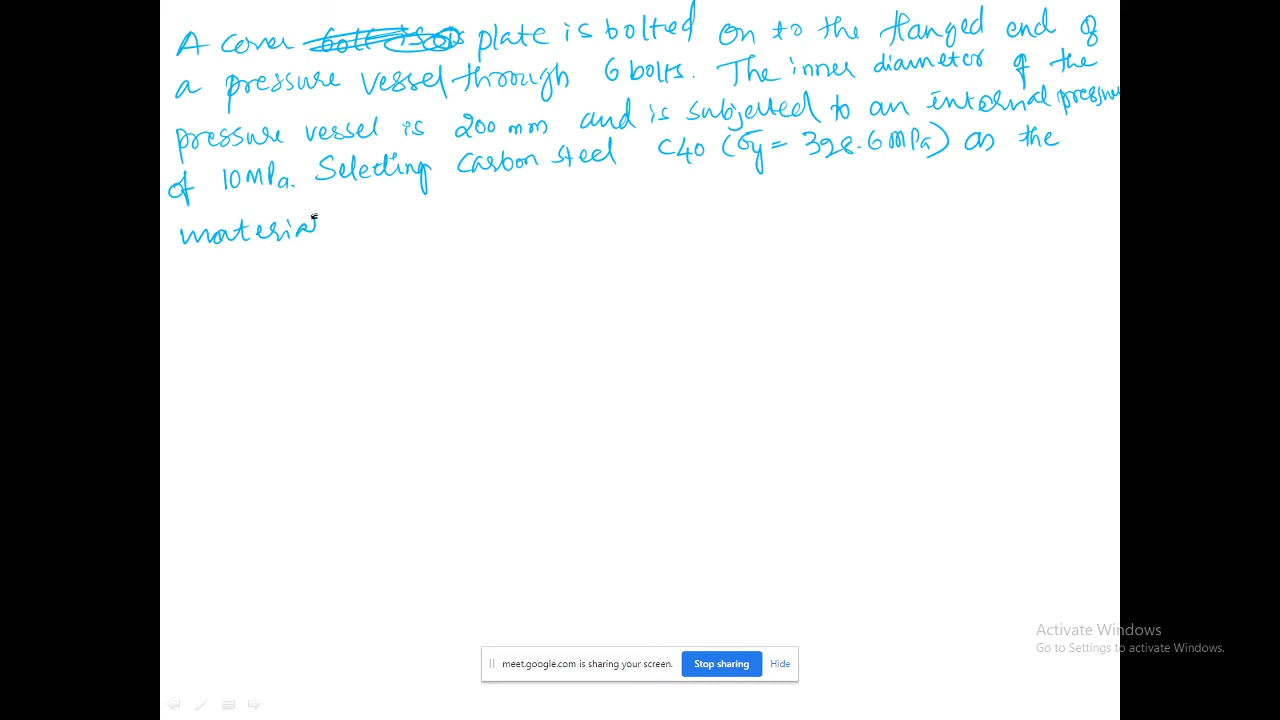 A cover plate is bolted on to the flanged end of
a pressure vessel through 6 bolts. The inner diameter of the
pressure vessel is 200 mm and is subjected to an internal pressure
of 10 MPa. Selecting Carbon steel C40 (σy = 328.6 MPa) as the
material
Activate Windows
Go to Settings to activate Windows.
meet.google.com is sharing your screen. Stop sharing Hide